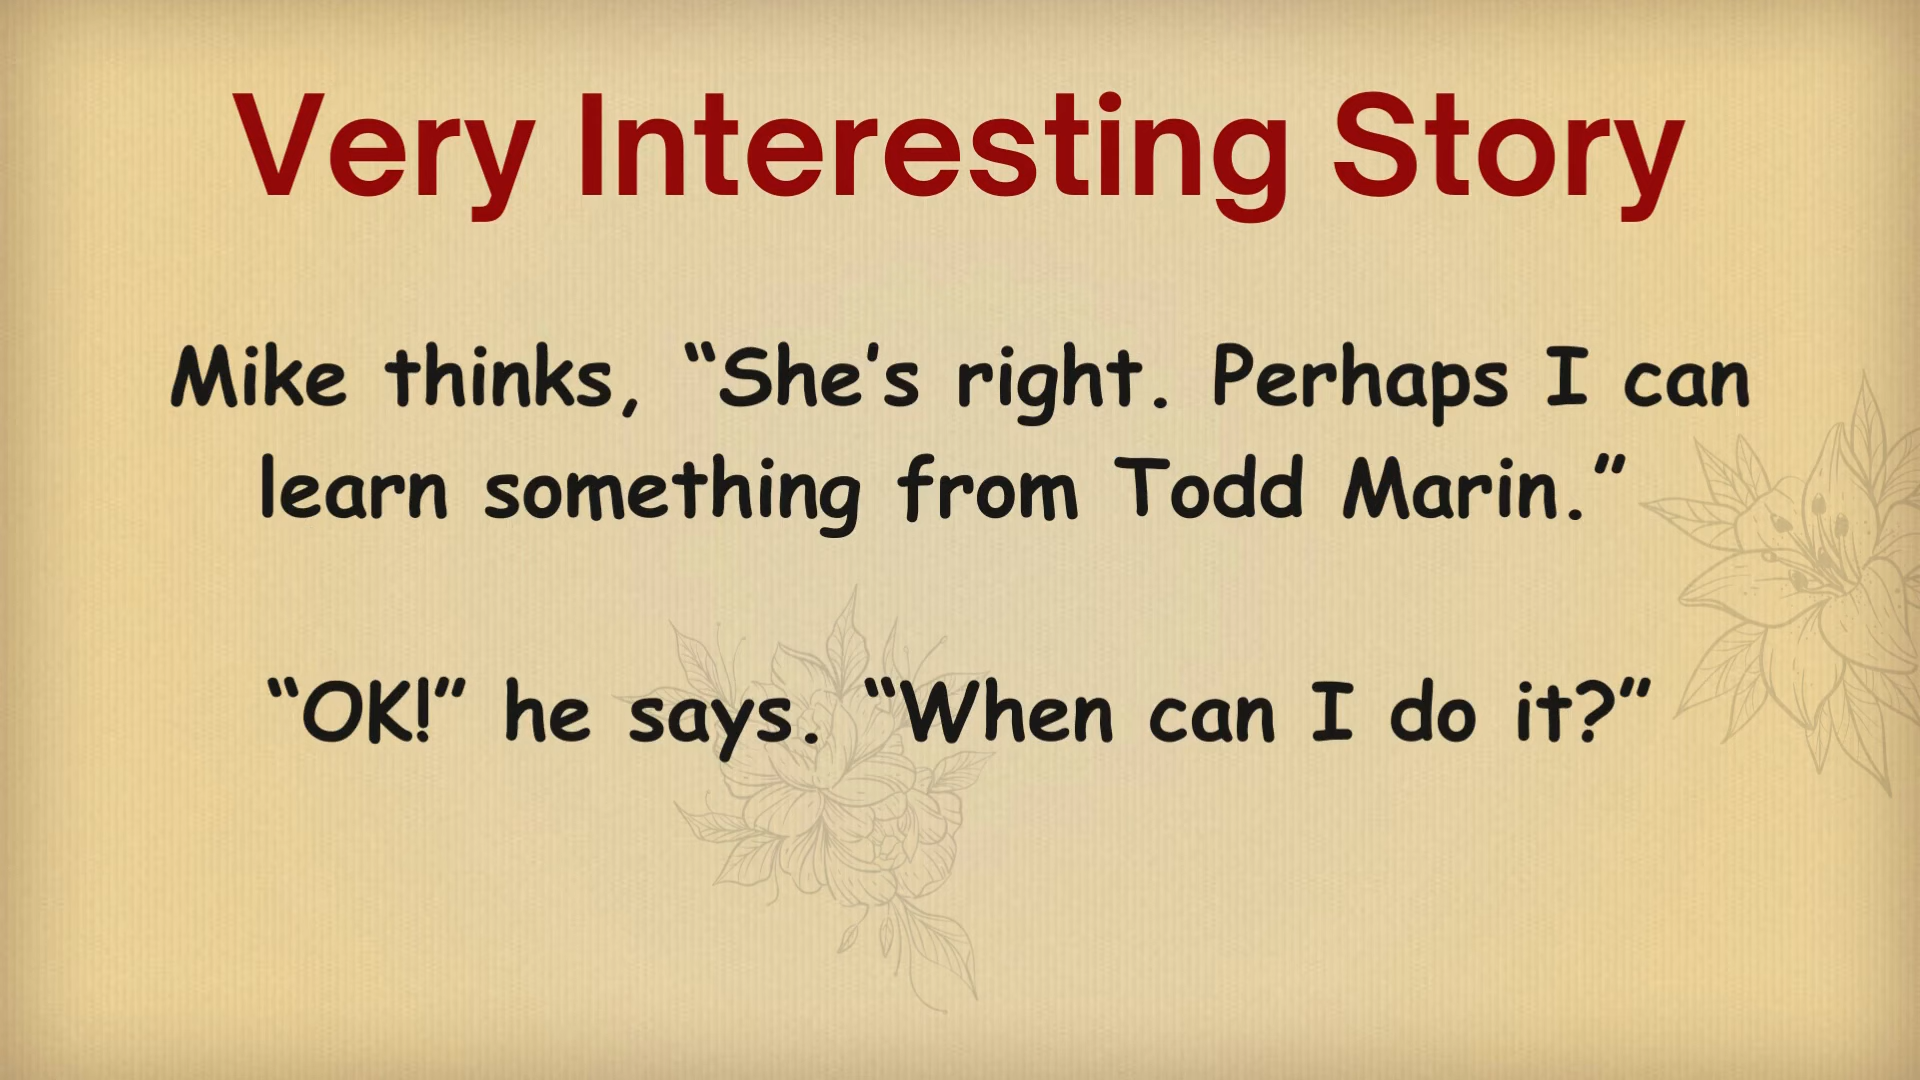 Very Interesting Story
Mike thinks, “She’s right. Perhaps I can
learn something from Todd Marin.”
“OK!” he says. “When can I do it?”